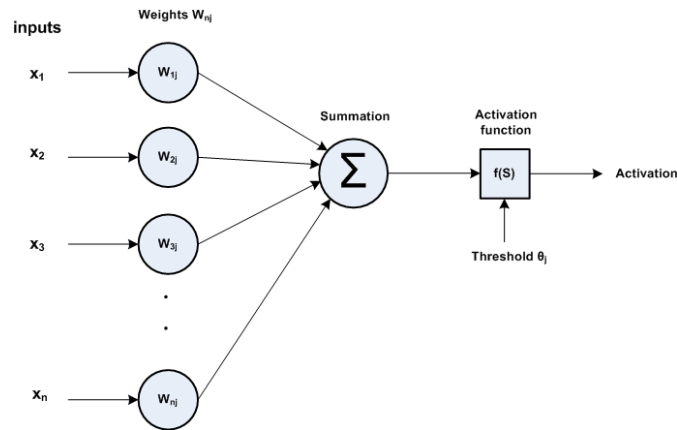 Weights Wnj
inputs
x1
W1j
Summation
Activation
function
x2
W2j
Σ
f(S)
Activation
x3
W3j
Threshold θj
.
.
xn
Wnj